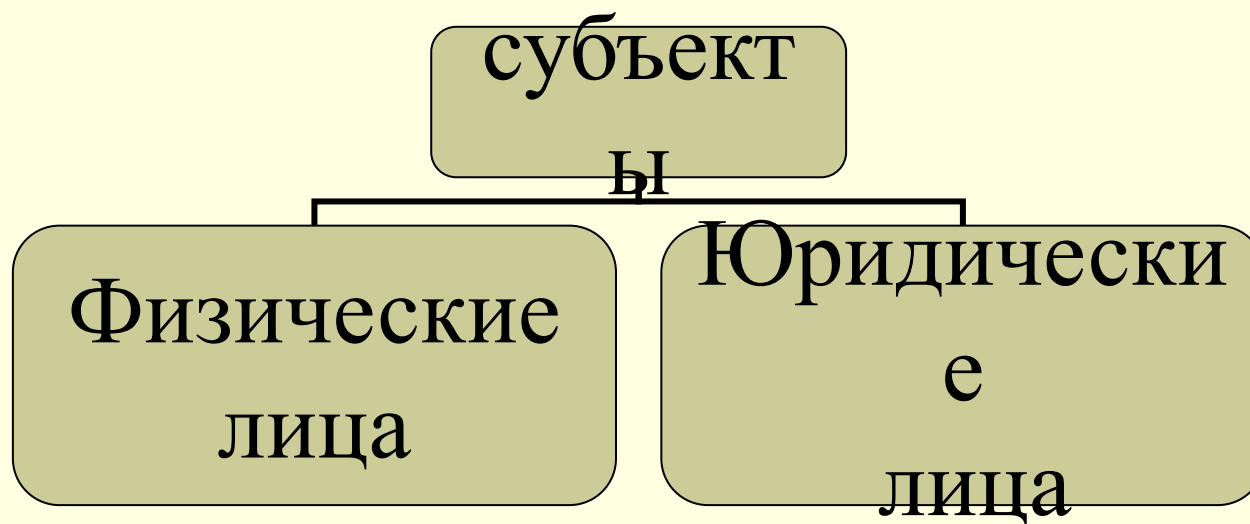 субъект
ы
Физические
лица
Юридически
е
лица